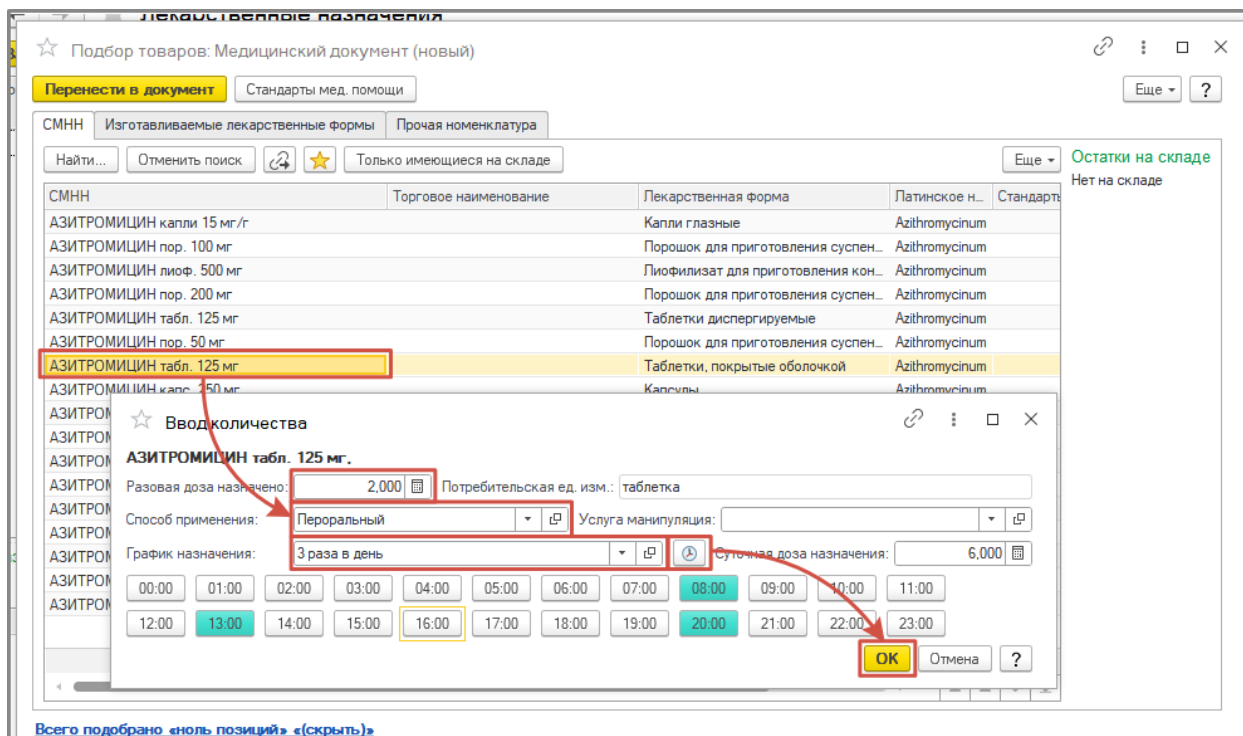 Лекарственные назначения
Подбор товаров: Медицинский документ (новый)
Перенести в документ Стандарты мед. помощи Еще ?
СМНН Изготавливаемые лекарственные формы Прочая номенклатура
Найти... Отменить поиск Только имеющиеся на складе Еще Остатки на складе
Нет на складе
СМНН Торговое наименование Лекарственная форма Латинское н... Стандарть
АЗИТРОМИЦИН капли 15 мг/г Капли глазные Azithromycinum
АЗИТРОМИЦИН пор. 100 мг Порошок для приготовления суспен... Azithromycinum
АЗИТРОМИЦИН лиоф. 500 мг Лиофилизат для приготовления кон... Azithromycinum
АЗИТРОМИЦИН пор. 200 мг Порошок для приготовления суспен... Azithromycinum
АЗИТРОМИЦИН табл. 125 мг Таблетки диспергируемые Azithromycinum
АЗИТРОМИЦИН пор. 50 мг Порошок для приготовления суспен... Azithromycinum
АЗИТРОМИЦИН табл. 125 мг Таблетки, покрытые оболочкой Azithromycinum
АЗИТРОМИЦИН капс. 250 мг Капсулы Azithromycinum
Ввод количества
АЗИТРОМИЦИН табл. 125 мг,
Разовая доза назначено: 2,000 Потребительская ед. изм.: таблетка
Способ применения: Пероральный Услуга манипуляция:
График назначения: 3 раза в день Суточная доза назначения: 6,000
00:00 01:00 02:00 03:00 04:00 05:00 06:00 07:00 08:00 09:00 10:00 11:00
12:00 13:00 14:00 15:00 16:00 17:00 18:00 19:00 20:00 21:00 22:00 23:00
OK Отмена ?
Всего подобрано «ноль позиций» «(скрыть)»